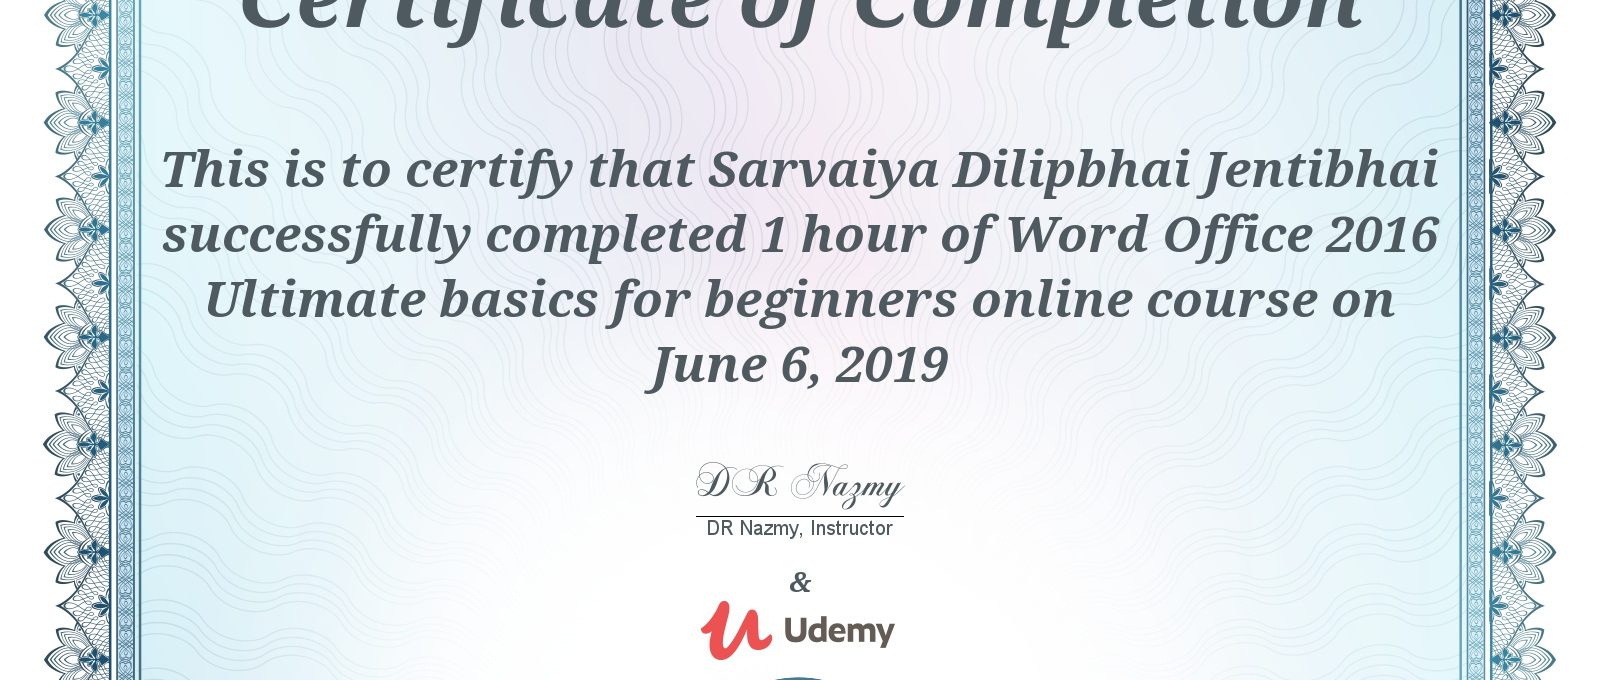 Certificate of Completion
This is to certify that Sarvaiya Dilipbhai Jentibhai
successfully completed 1 hour of Word Office 2016
Ultimate basics for beginners online course on
June 6, 2019
DR Nazmy
DR Nazmy, Instructor
&
Udemy